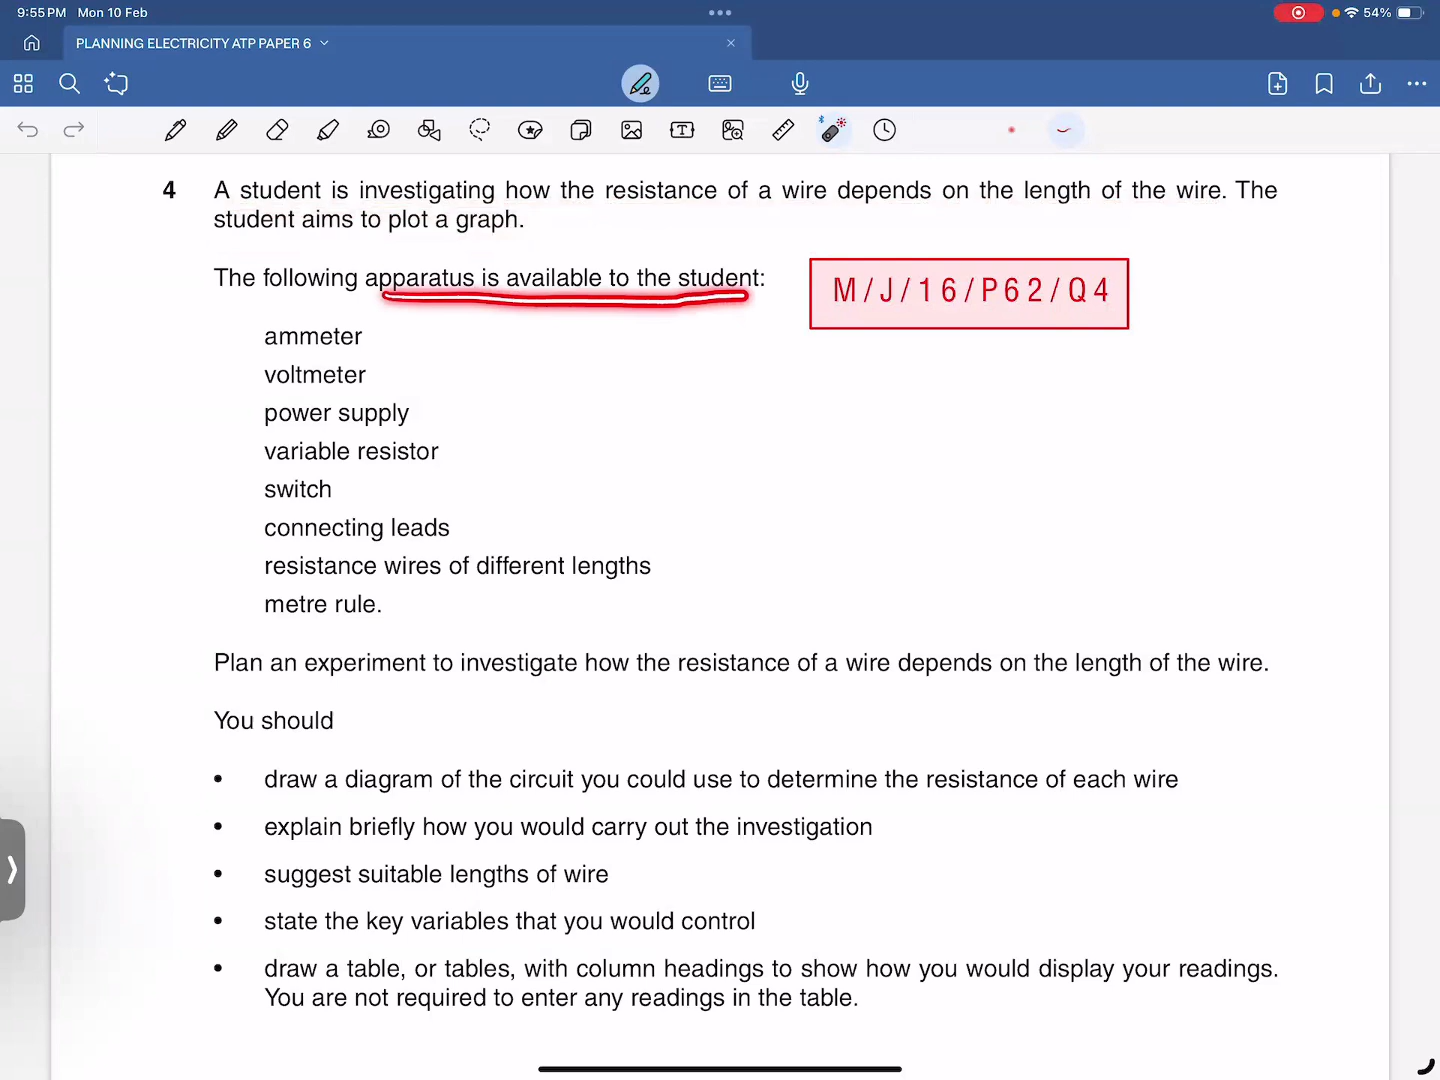 9:55 PM Mon 10 Feb
54%
PLANNING ELECTRICITY ATP PAPER 6
4 A student is investigating how the resistance of a wire depends on the length of the wire. The
student aims to plot a graph.
The following apparatus is available to the student:
M/J/16/P62/Q4
ammeter
voltmeter
power supply
variable resistor
switch
connecting leads
resistance wires of different lengths
metre rule.
Plan an experiment to investigate how the resistance of a wire depends on the length of the wire.
You should
• draw a diagram of the circuit you could use to determine the resistance of each wire
• explain briefly how you would carry out the investigation
• suggest suitable lengths of wire
• state the key variables that you would control
• draw a table, or tables, with column headings to show how you would display your readings.
You are not required to enter any readings in the table.